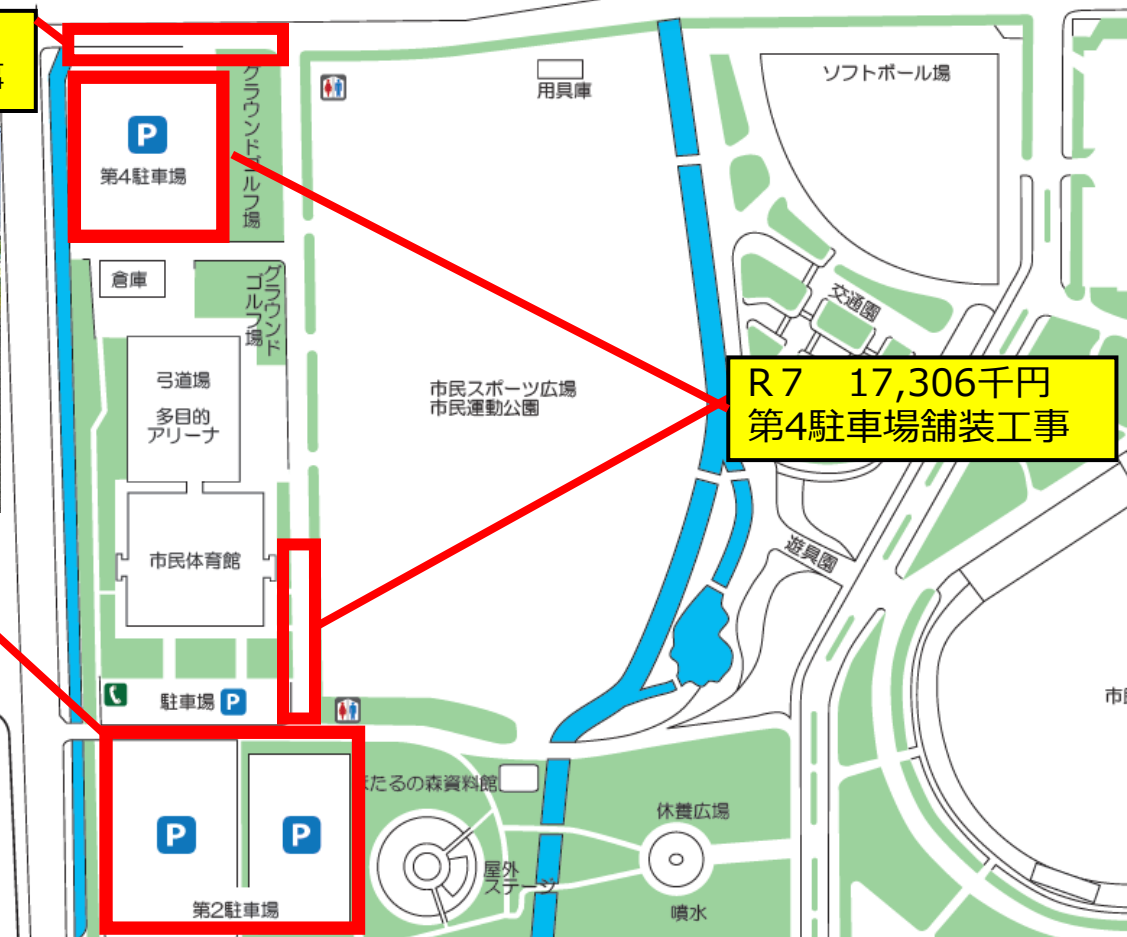 P
第4駐車場
グラウンドゴルフ場
用具庫
ソフトボール場
倉庫
グラウンド
ゴルフ場
交通園
弓道場
多目的
アリーナ
市民スポーツ広場
市民運動公園
R7 17,306千円
第4駐車場舗装工事
市民体育館
遊具園
駐車場 P
たるの森資料館
休養広場
P
P
屋外
ステージ
第2駐車場
噴水